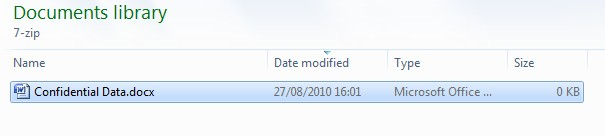 Documents library
7-zip
Name Date modified Type Size
Confidential Data.docx 27/08/2010 16:01 Microsoft Office ... 0 KB